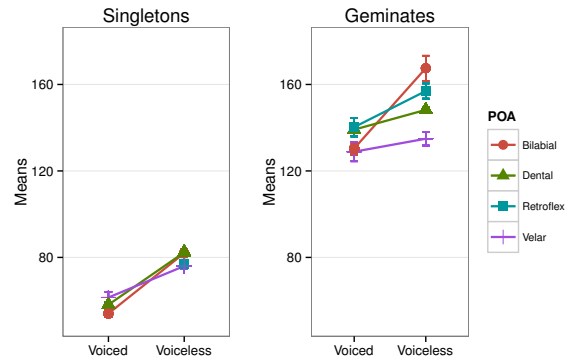 Singletons
Means
160
120
80
Voiced Voiceless
Geminates
Means
160
120
80
Voiced Voiceless
POA
Bilabial
Dental
Retroflex
Velar